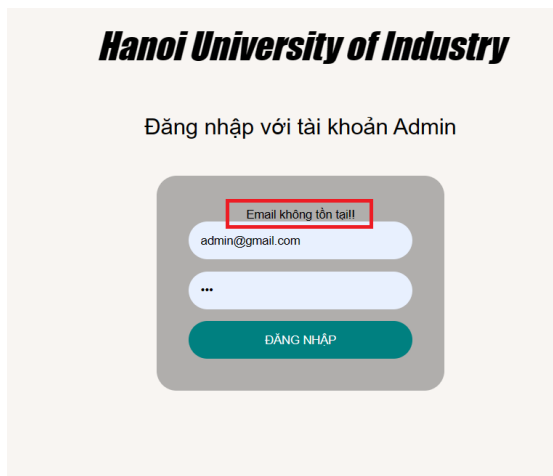 Hanoi University of Industry
Đăng nhập với tài khoản Admin
Email không tồn tại!!
admin@gmail.com
•••
ĐĂNG NHẬP